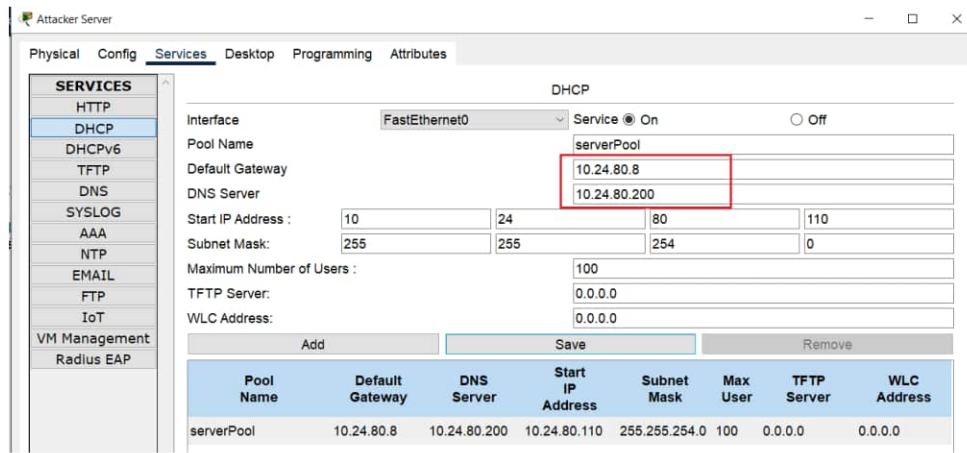 Attacker Server
Physical Config Services Desktop Programming Attributes
SERVICES
HTTP
DHCP
DHCPv6
TFTP
DNS
SYSLOG
AAA
NTP
EMAIL
FTP
IoT
VM Management
Radius EAP
DHCP
Interface FastEthernet0 Service On Off
Pool Name serverPool
Default Gateway 10.24.80.8
DNS Server 10.24.80.200
Start IP Address : 10 24 80 110
Subnet Mask: 255 255 254 0
Maximum Number of Users : 100
TFTP Server: 0.0.0.0
WLC Address: 0.0.0.0
Add Save Remove
Pool Name Default Gateway DNS Server Start IP Address Subnet Mask Max User TFTP Server WLC Address
serverPool 10.24.80.8 10.24.80.200 10.24.80.110 255.255.254.0 100 0.0.0.0 0.0.0.0